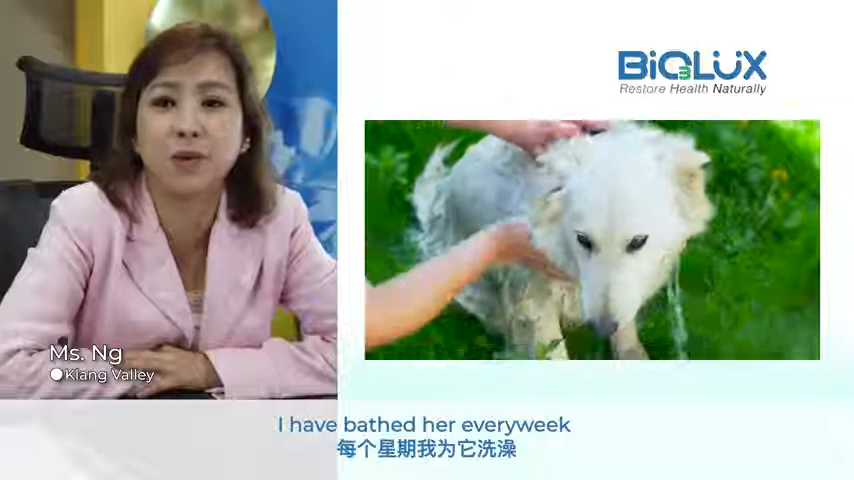 BiO3LUX
Restore Health Naturally
Ms. Ng
Klang Valley
I have bathed her everyweek
每个星期我为它洗澡